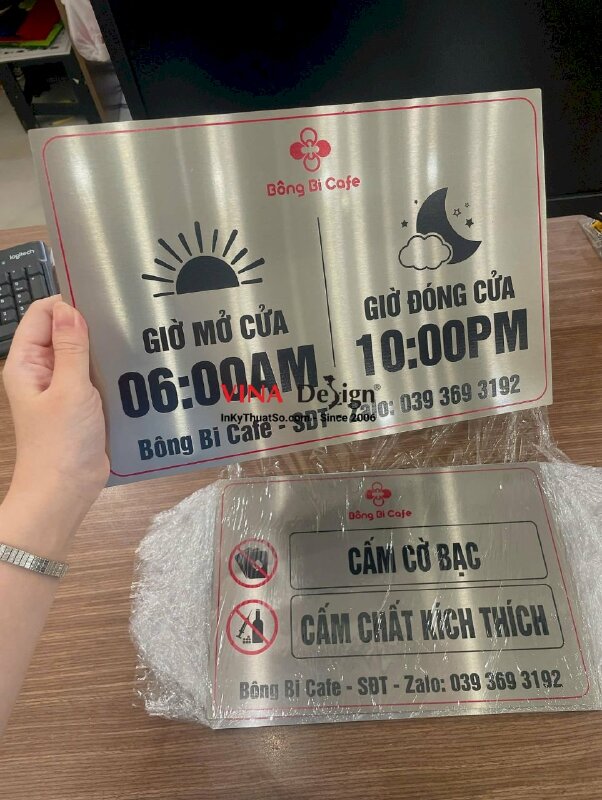 logitech
Bông Bi Cafe
GIỜ MỞ CỬA
06:00AM
GIỜ ĐÓNG CỬA
10:00PM
VINA Design®
InKyThuatSo.com - Since 2006
Bông Bi Cafe - SĐT - Zalo: 039 369 3192
Bông Bi Cafe
CẤM CỜ BẠC
CẤM CHẤT KÍCH THÍCH
Bông Bi Cafe - SĐT - Zalo: 039 369 3192